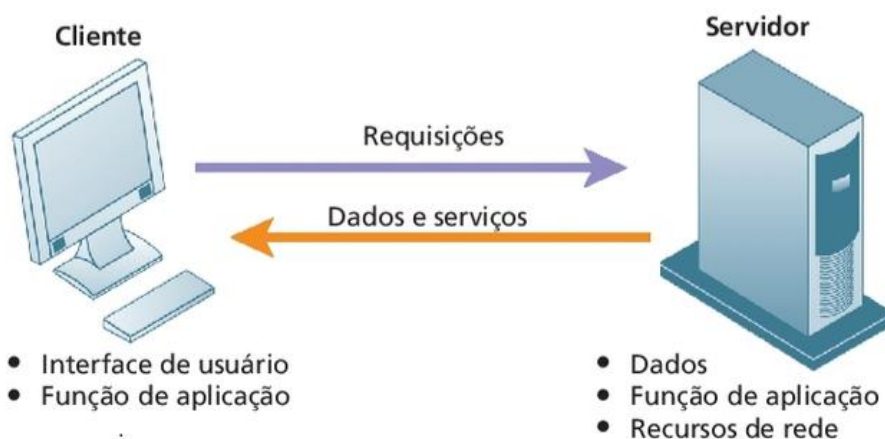 Cliente
Servidor
Requisições
Dados e serviços
• Interface de usuário
• Função de aplicação
• Dados
• Função de aplicação
• Recursos de rede